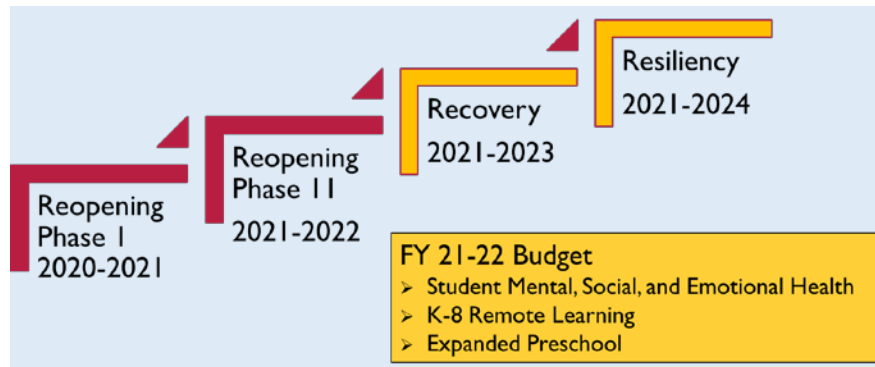 Reopening
Phase I
2020-2021
Reopening
Phase II
2021-2022
Recovery
2021-2023
Resiliency
2021-2024
FY 21-22 Budget
➢ Student Mental, Social, and Emotional Health
➢ K-8 Remote Learning
➢ Expanded Preschool